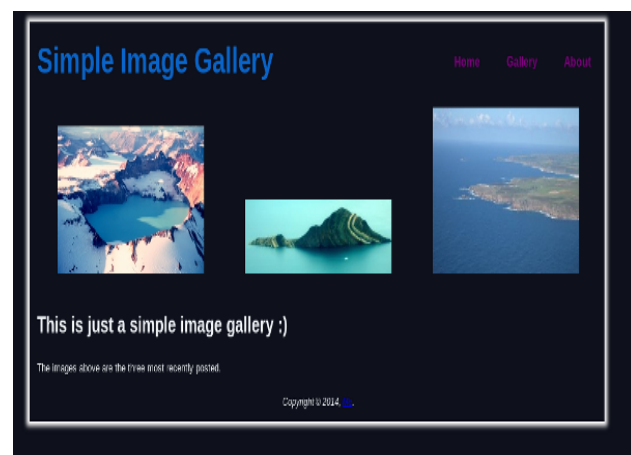 Simple Image Gallery
Home Gallery About
This is just a simple image gallery :)
The images above are the three most recently posted.
Copyright © 2014, .